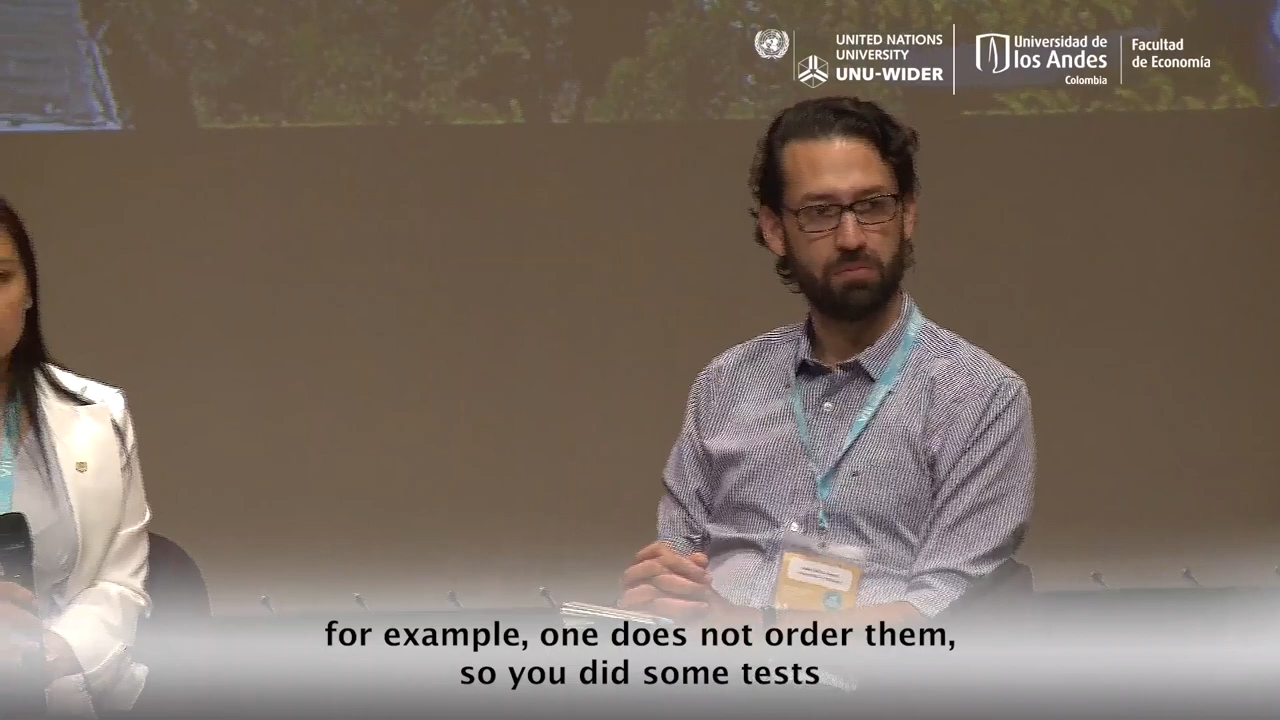 UNITED NATIONS
UNIVERSITY
UNU-WIDER
Universidad de
los Andes
Colombia
Facultad
de Economía
for example, one does not order them,
so you did some tests